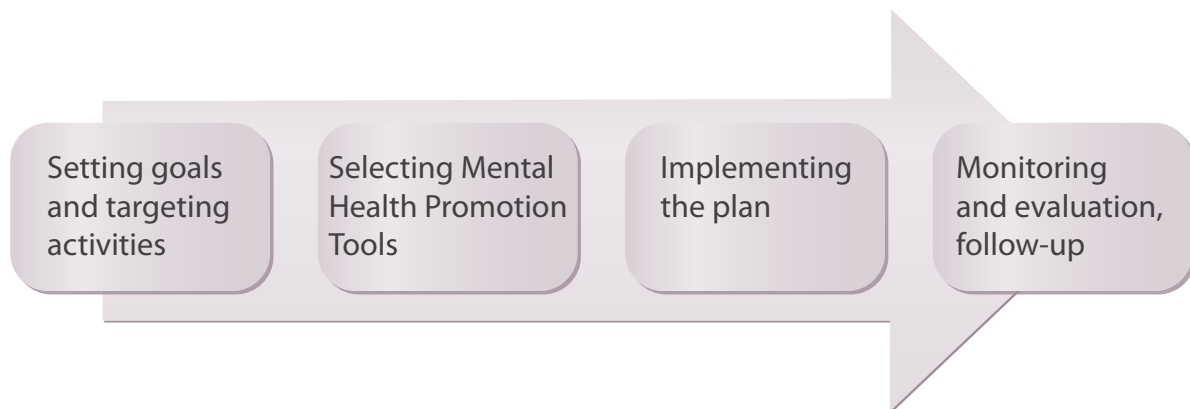 Setting goals
and targeting
activities
Selecting Mental
Health Promotion
Tools
Implementing
the plan
Monitoring
and evaluation,
follow-up